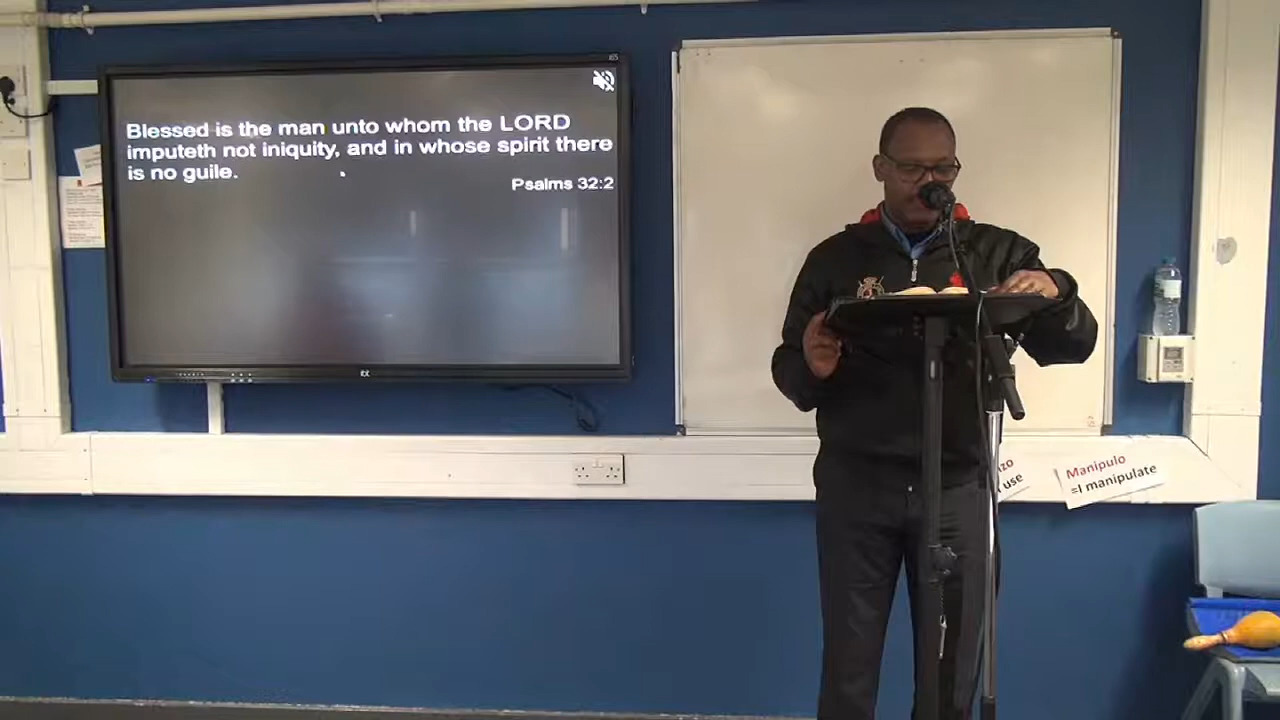 Blessed is the man unto whom the LORD
imputeth not iniquity, and in whose spirit there
is no guile.
Psalms 32:2
use
Manipulo
=I manipulate